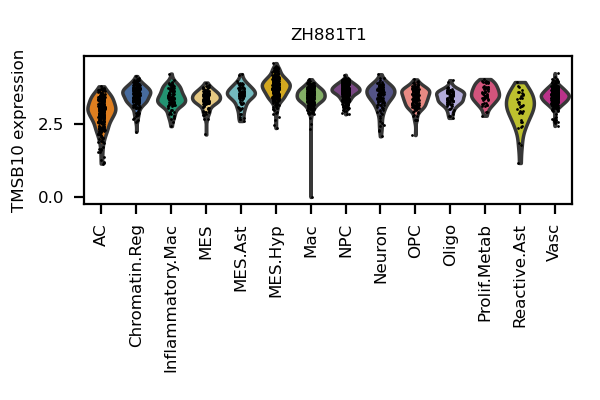 ZH881T1
TMSB10 expression
2.5
0.0
AC
Chromatin.Reg
Inflammatory.Mac
MES
MES.Ast
MES.Hyp
Mac
NPC
Neuron
OPC
Oligo
Prolif.Metab
Reactive.Ast
Vasc